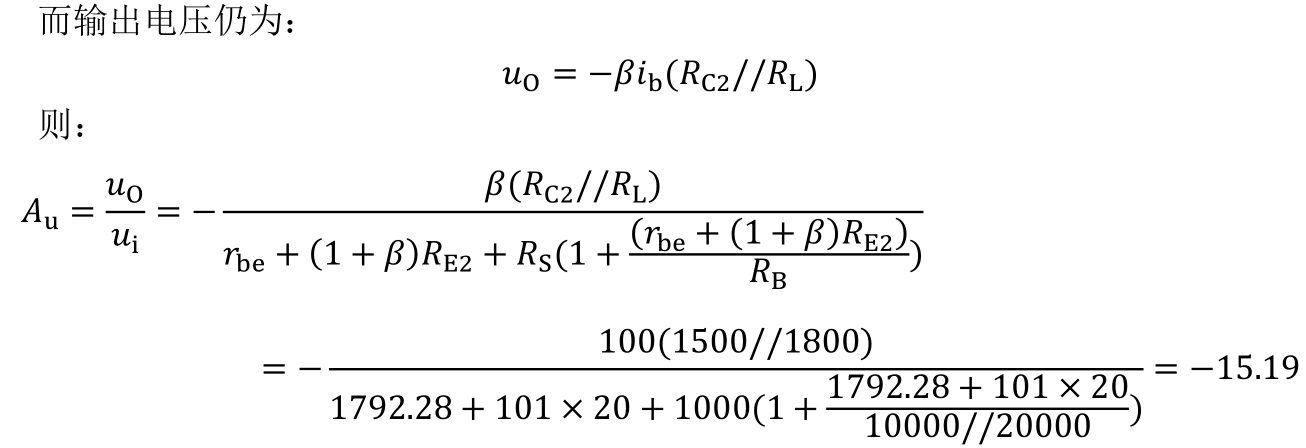 而输出电压仍为：
u_O = −βi_b(R_C2//R_L)
则：
A_u = u_O/u_i = − β(R_C2//R_L) / (r_be + (1 + β)R_E2 + R_S(1 + (r_be + (1 + β)R_E2)/R_B))
= − 100(1500//1800) / (1792.28 + 101 × 20 + 1000(1 + (1792.28 + 101 × 20)/(10000//20000))) = −15.19